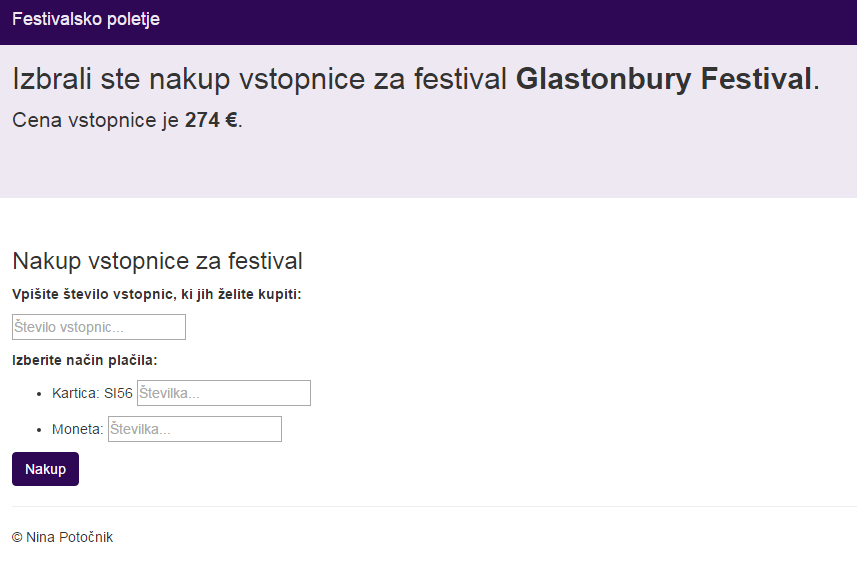 Festivalsko poletje
Izbrali ste nakup vstopnice za festival Glastonbury Festival.
Cena vstopnice je 274 €.
Nakup vstopnice za festival
Vpišite število vstopnic, ki jih želite kupiti:
Število vstopnic...
Izberite način plačila:
• Kartica: SI56 Številka...
• Moneta: Številka...
Nakup
© Nina Potočnik